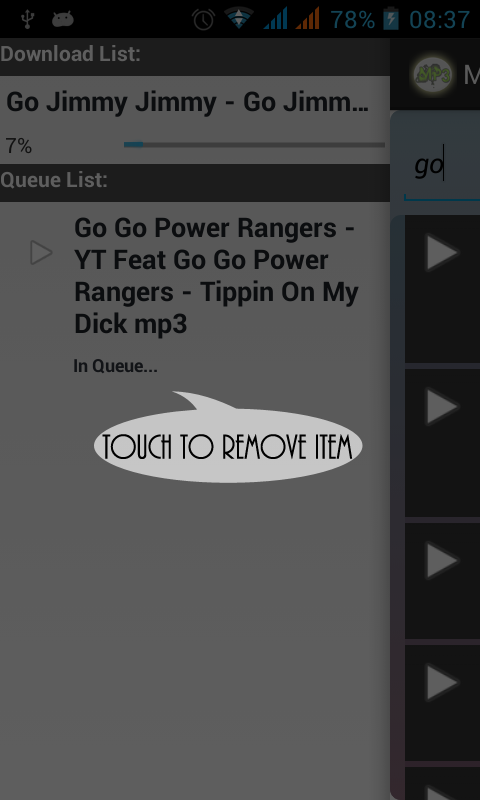 78% 08:37
Download List:
Go Jimmy Jimmy - Go Jimm...
7%
Queue List:
Go Go Power Rangers -
YT Feat Go Go Power
Rangers - Tippin On My
Dick mp3
In Queue...
TOUCH TO REMOVE ITEM
MP3 M
go